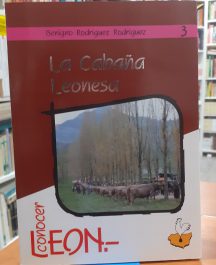 Benigno Rodríguez Rodríguez 3
La Cabaña
Leonesa
conocer
LEON.-